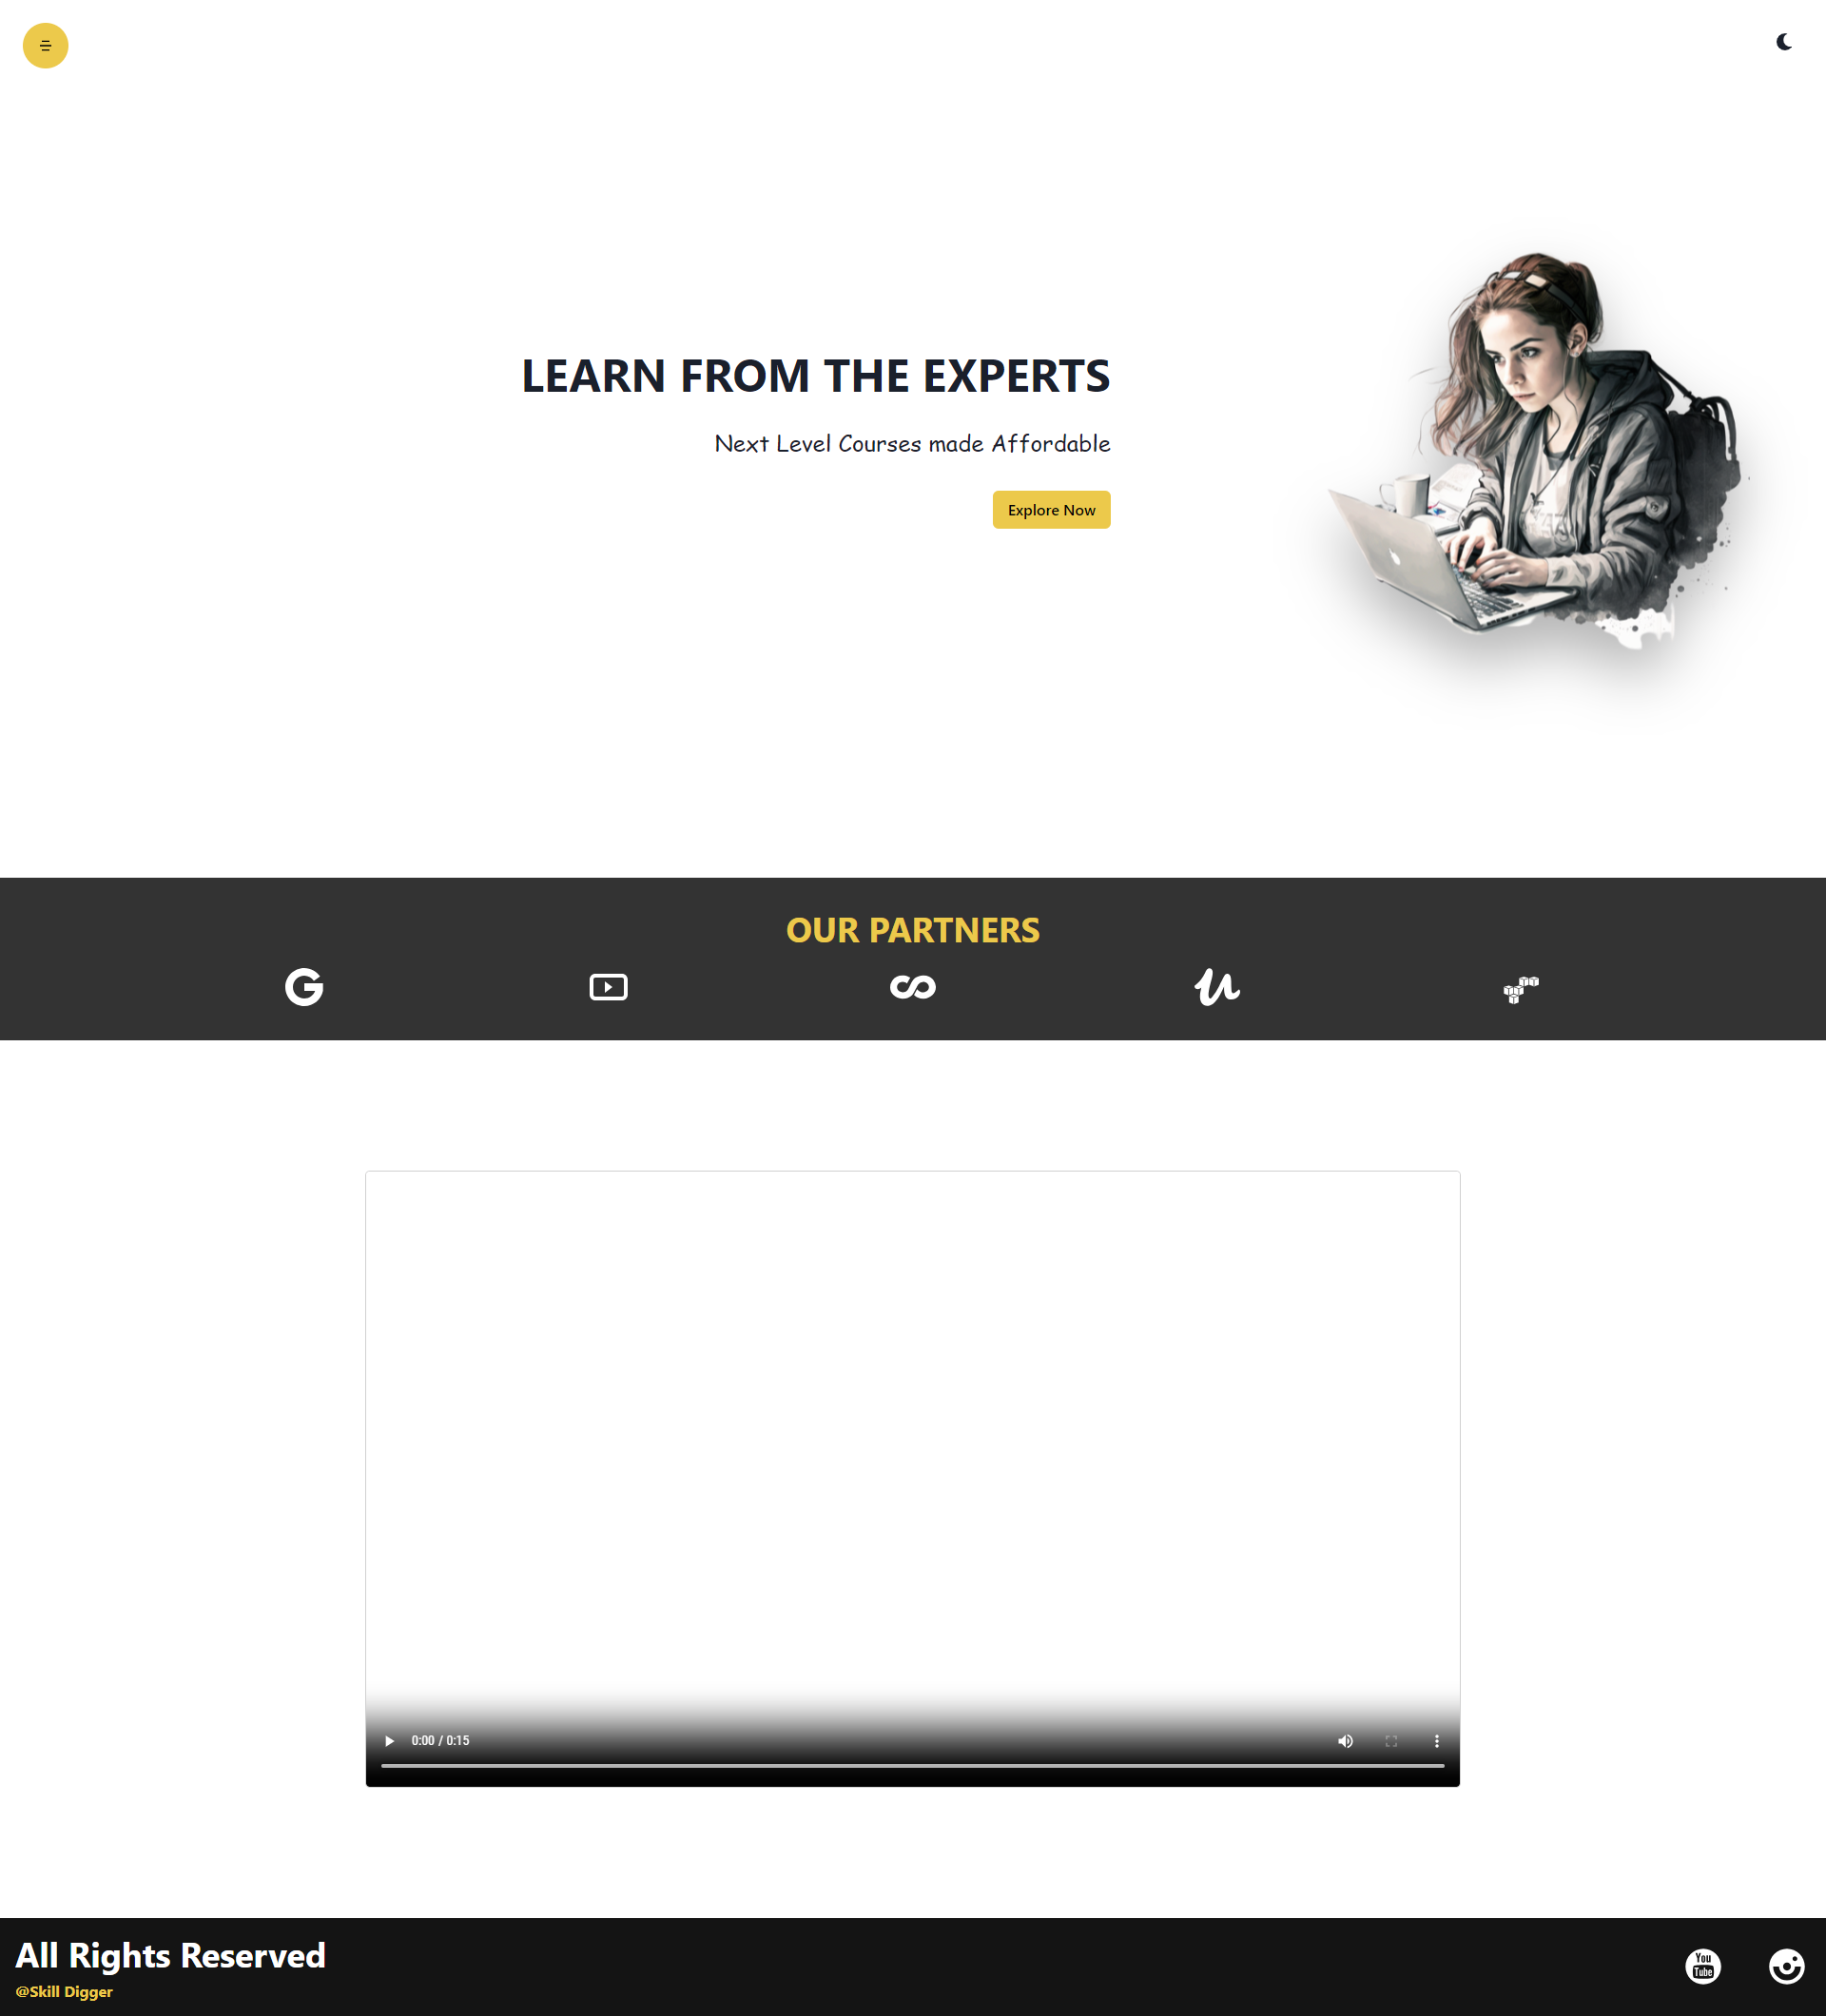 LEARN FROM THE EXPERTS
Next Level Courses made Affordable
Explore Now
OUR PARTNERS
0:00 / 0:15
All Rights Reserved
@Skill Digger
You
Tube